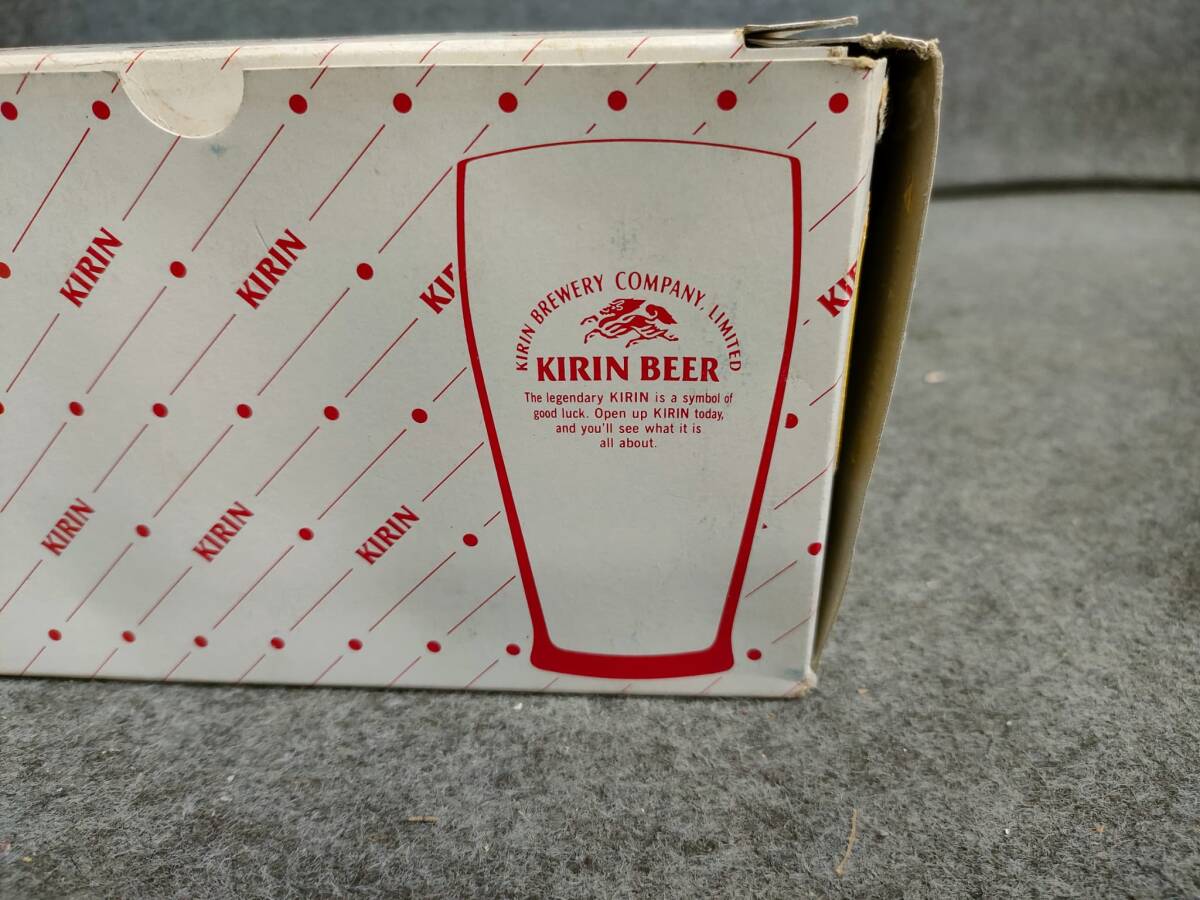 KIRIN
KIRIN
KIRIN BREWERY COMPANY, LIMITED
KIRIN BEER
The legendary KIRIN is a symbol of
good luck. Open up KIRIN today,
and you'll see what it is
all about.
KIRIN
KIRIN
KIRIN